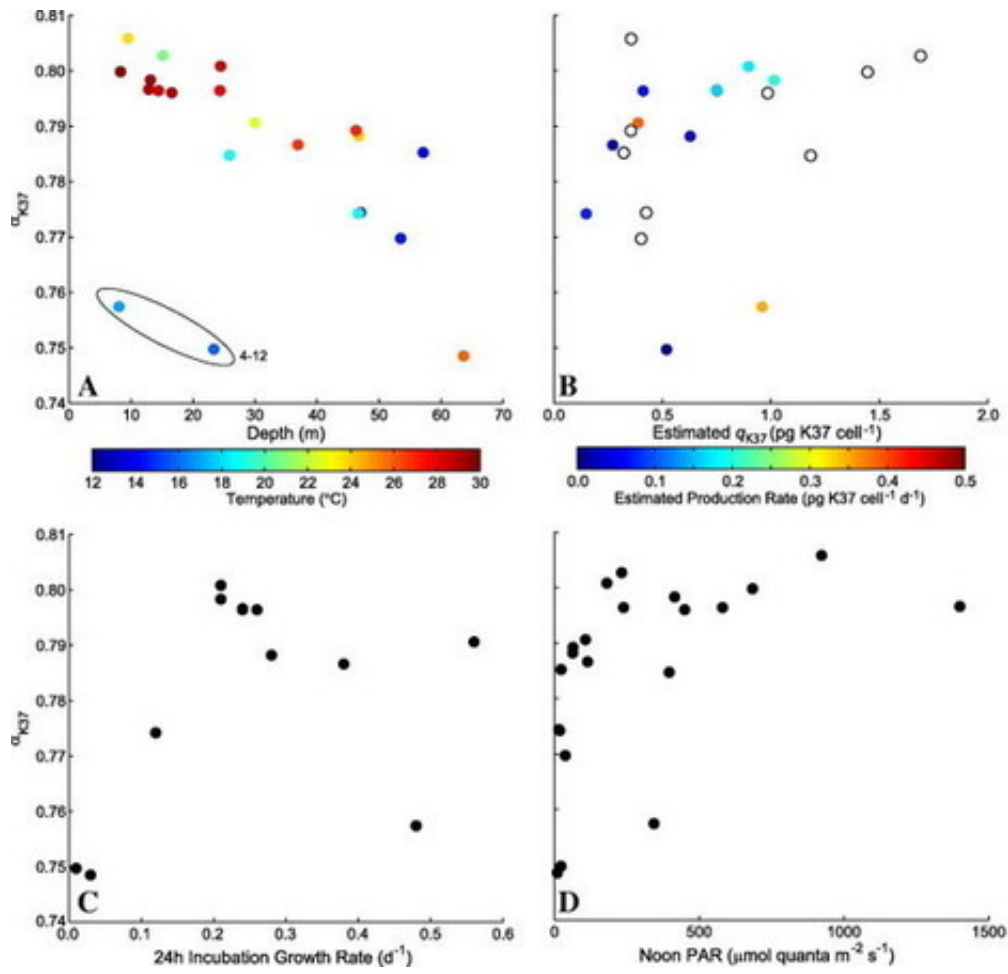 0.81
0.80
0.79
0.78
0.77
0.76
0.75
0.74
αK37
4-12
A
0 10 20 30 40 50 60 70
Depth (m)
B
0.0 0.5 1.0 1.5 2.0
Estimated qK37 (pg K37 cell⁻¹)
12 14 16 18 20 22 24 26 28 30
Temperature (°C)
0.0 0.1 0.2 0.3 0.4 0.5
Estimated Production Rate (pg K37 cell⁻¹ d⁻¹)
0.81
0.80
0.79
0.78
0.77
0.76
0.75
0.74
αK37
C
0.0 0.1 0.2 0.3 0.4 0.5 0.6
24h Incubation Growth Rate (d⁻¹)
D
0 500 1000 1500
Noon PAR (μmol quanta m⁻² s⁻¹)